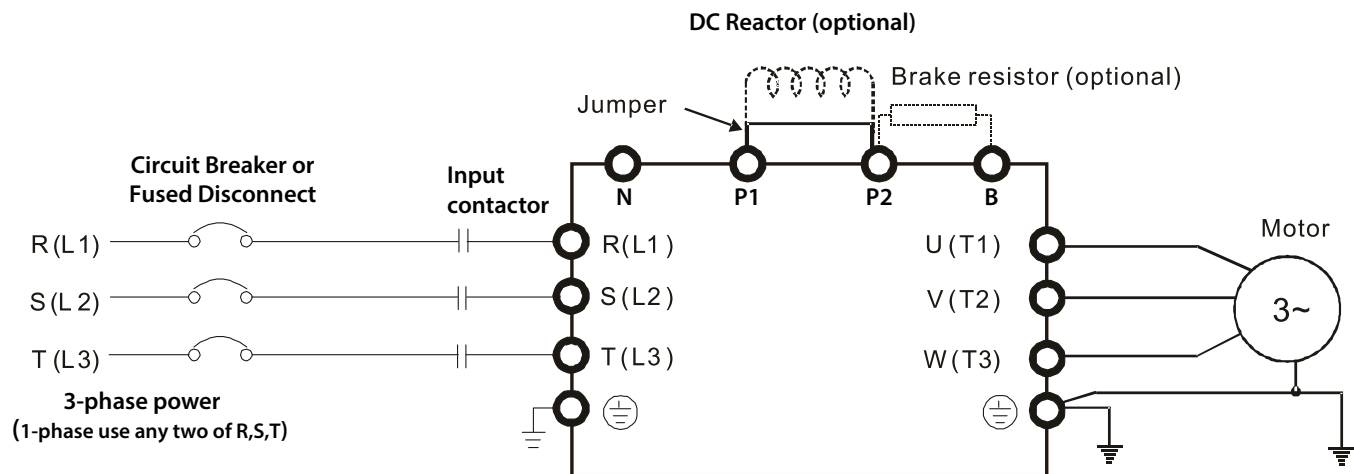 DC Reactor (optional)
Brake resistor (optional)
Jumper
Circuit Breaker or
Fused Disconnect
Input
contactor
N
P1
P2
B
R(L1)
R(L1)
U(T1)
Motor
S(L2)
S(L2)
V(T2)
3~
T(L3)
T(L3)
W(T3)
3-phase power
(1-phase use any two of R,S,T)